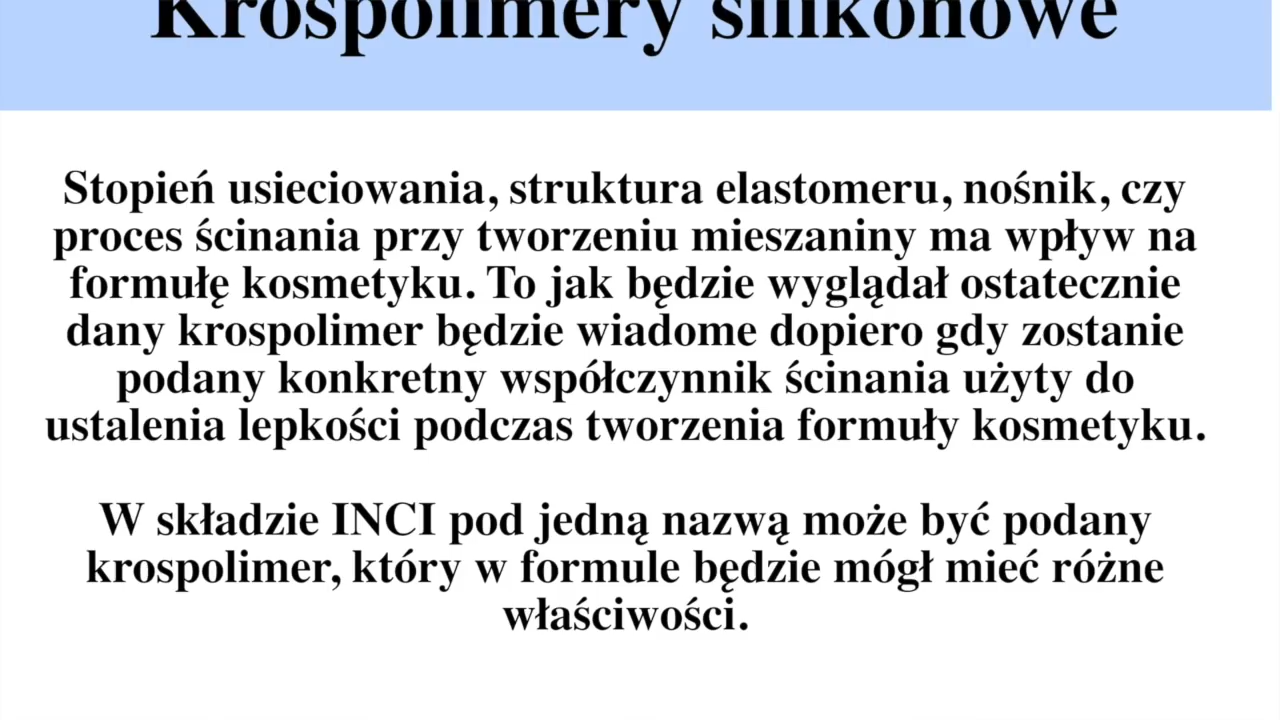 Krospolimery silikonowe
Stopień usieciowania, struktura elastomeru, nośnik, czy
proces ścinania przy tworzeniu mieszaniny ma wpływ na
formułę kosmetyku. To jak będzie wyglądał ostatecznie
dany krospolimer będzie wiadome dopiero gdy zostanie
podany konkretny współczynnik ścinania użyty do
ustalenia lepkości podczas tworzenia formuły kosmetyku.
W składzie INCI pod jedną nazwą może być podany
krospolimer, który w formule będzie mógł mieć różne
właściwości.